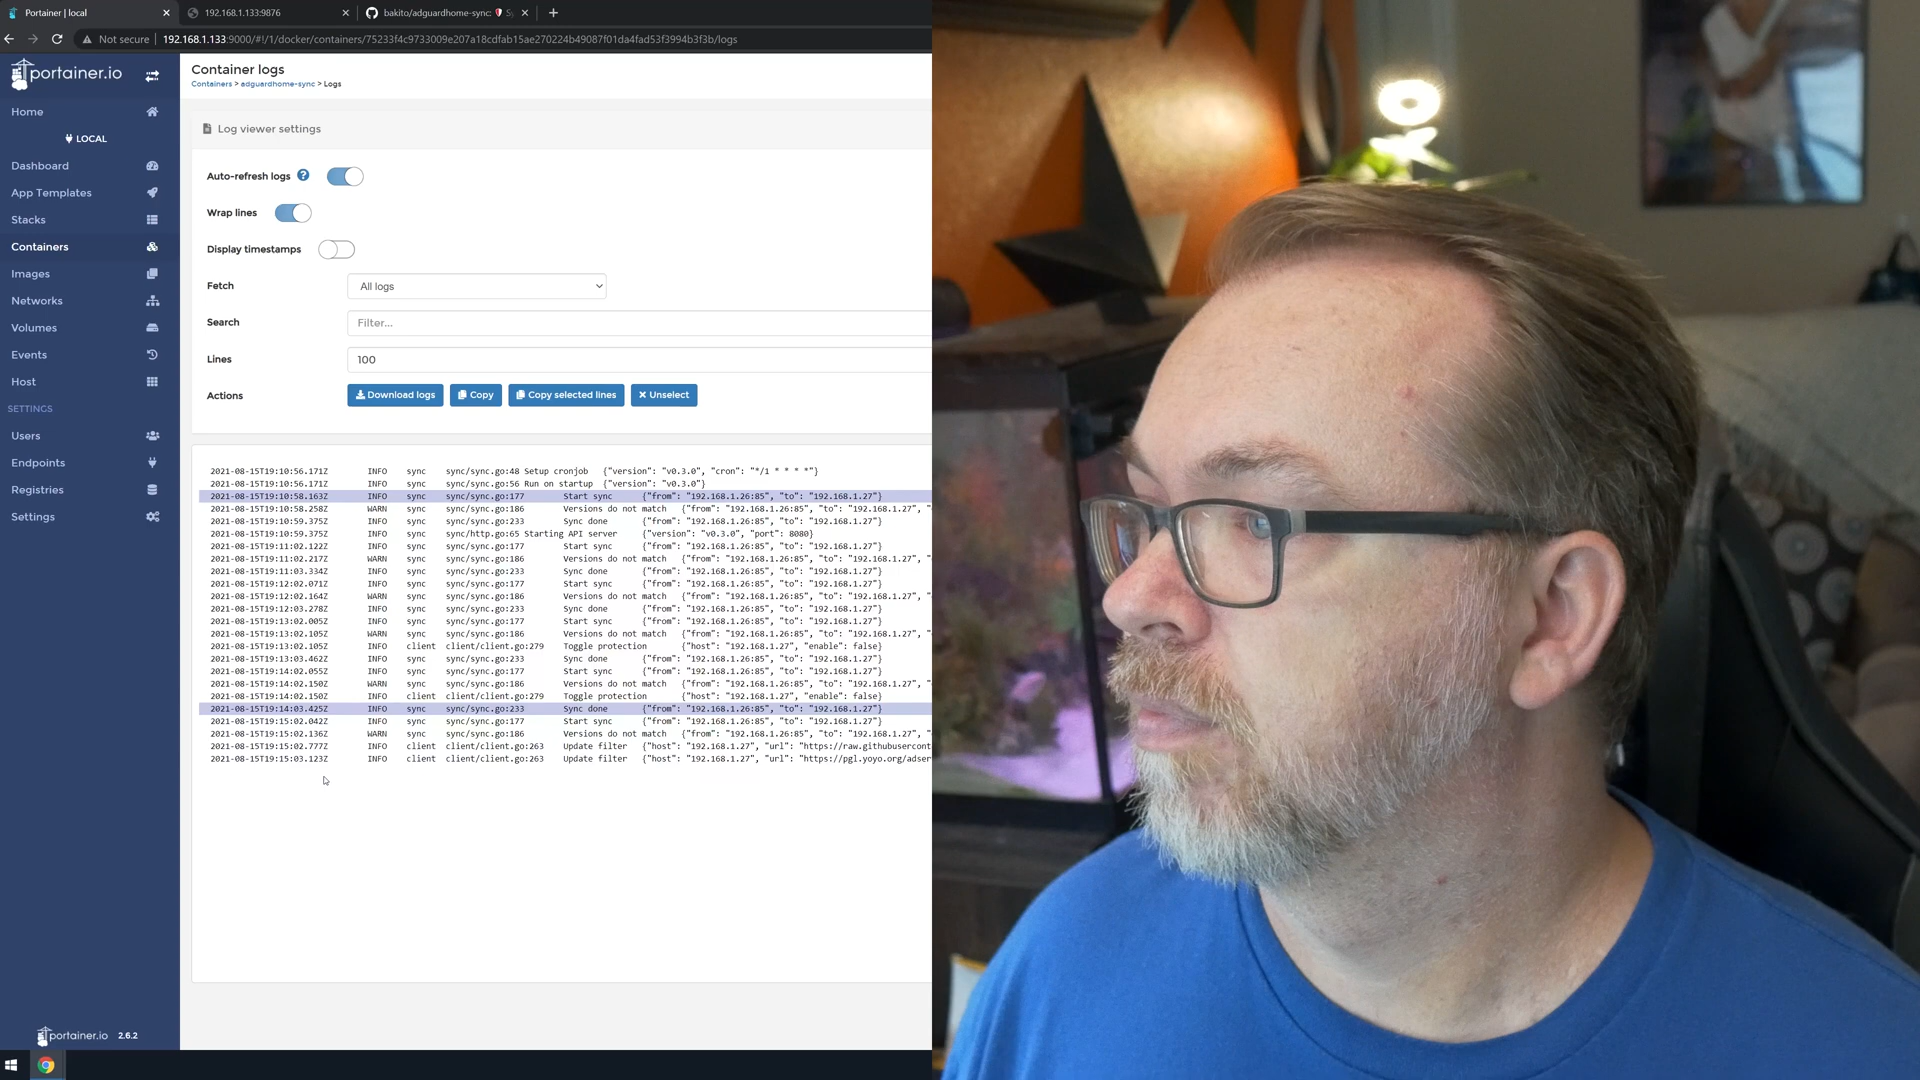 Portainer | local
192.168.1.133:9876
bakito/adguardhome-sync:
Not secure
192.168.1.133:9000/#!/1/docker/containers/75233f4c9733009e207a18cdfab15ae270224b49087f01da4fad53f3994b3f3b/logs
portainer.io
Home
LOCAL
Dashboard
App Templates
Stacks
Containers
Images
Networks
Volumes
Events
Host
SETTINGS
Users
Endpoints
Registries
Settings
portainer.io 2.6.2
Container logs
Containers > adguardhome-sync > Logs
Log viewer settings
Auto-refresh logs
Wrap lines
Display timestamps
Fetch All logs
Search Filter...
Lines 100
Actions Download logs Copy Copy selected lines Unselect
2021-08-15T19:10:56.171Z INFO sync sync/sync.go:48 Setup cronjob {"version": "v0.3.0", "cron": "*/1 * * * *"}
2021-08-15T19:10:56.171Z INFO sync sync/sync.go:56 Run on startup {"version": "v0.3.0"}
2021-08-15T19:10:58.163Z INFO sync sync/sync.go:177 Start sync {"from": "192.168.1.26:85", "to": "192.168.1.27"}
2021-08-15T19:10:58.258Z WARN sync sync/sync.go:186 Versions do not match {"from": "192.168.1.26:85", "to": "192.168.1.27", "
2021-08-15T19:10:59.375Z INFO sync sync/sync.go:233 Sync done {"from": "192.168.1.26:85", "to": "192.168.1.27"}
2021-08-15T19:10:59.375Z INFO sync sync/http.go:65 Starting API server {"version": "v0.3.0", "port": 8080}
2021-08-15T19:11:02.122Z INFO sync sync/sync.go:177 Start sync {"from": "192.168.1.26:85", "to": "192.168.1.27"}
2021-08-15T19:11:02.217Z WARN sync sync/sync.go:186 Versions do not match {"from": "192.168.1.26:85", "to": "192.168.1.27", "
2021-08-15T19:11:03.334Z INFO sync sync/sync.go:233 Sync done {"from": "192.168.1.26:85", "to": "192.168.1.27"}
2021-08-15T19:12:02.071Z INFO sync sync/sync.go:177 Start sync {"from": "192.168.1.26:85", "to": "192.168.1.27"}
2021-08-15T19:12:02.164Z WARN sync sync/sync.go:186 Versions do not match {"from": "192.168.1.26:85", "to": "192.168.1.27", "
2021-08-15T19:12:03.278Z INFO sync sync/sync.go:233 Sync done {"from": "192.168.1.26:85", "to": "192.168.1.27"}
2021-08-15T19:13:02.005Z INFO sync sync/sync.go:177 Start sync {"from": "192.168.1.26:85", "to": "192.168.1.27"}
2021-08-15T19:13:02.105Z WARN sync sync/sync.go:186 Versions do not match {"from": "192.168.1.26:85", "to": "192.168.1.27", "
2021-08-15T19:13:02.105Z INFO client client/client.go:279 Toggle protection {"host": "192.168.1.27", "enable": false}
2021-08-15T19:13:03.462Z INFO sync sync/sync.go:233 Sync done {"from": "192.168.1.26:85", "to": "192.168.1.27"}
2021-08-15T19:14:02.055Z INFO sync sync/sync.go:177 Start sync {"from": "192.168.1.26:85", "to": "192.168.1.27"}
2021-08-15T19:14:02.150Z WARN sync sync/sync.go:186 Versions do not match {"from": "192.168.1.26:85", "to": "192.168.1.27", "
2021-08-15T19:14:02.150Z INFO client client/client.go:279 Toggle protection {"host": "192.168.1.27", "enable": false}
2021-08-15T19:14:03.425Z INFO sync sync/sync.go:233 Sync done {"from": "192.168.1.26:85", "to": "192.168.1.27"}
2021-08-15T19:15:02.042Z INFO sync sync/sync.go:177 Start sync {"from": "192.168.1.26:85", "to": "192.168.1.27"}
2021-08-15T19:15:02.136Z WARN sync sync/sync.go:186 Versions do not match {"from": "192.168.1.26:85", "to": "192.168.1.27", "
2021-08-15T19:15:02.777Z INFO client client/client.go:263 Update filter {"host": "192.168.1.27", "url": "https://raw.githubusercont
2021-08-15T19:15:03.123Z INFO client client/client.go:263 Update filter {"host": "192.168.1.27", "url": "https://pgl.yoyo.org/adser